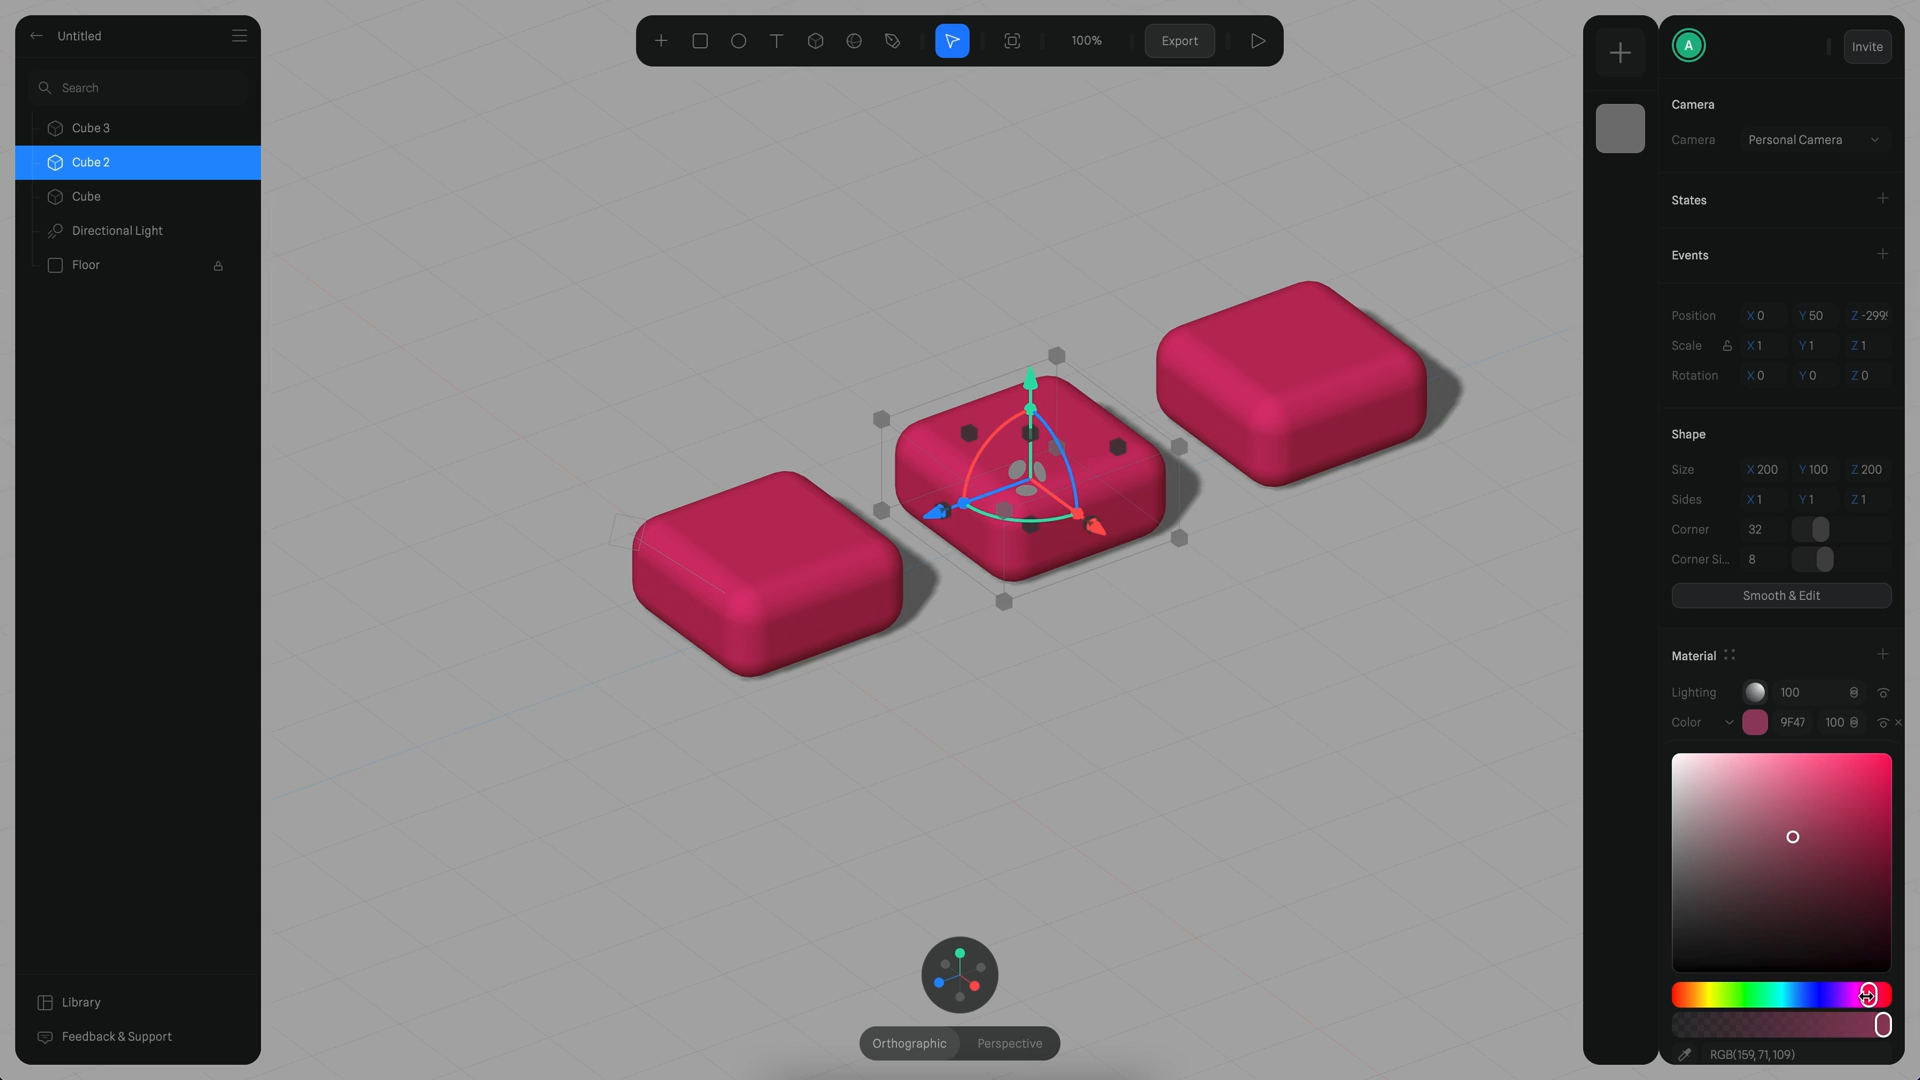 Untitled
Search
Cube 3
Cube 2
Cube
Directional Light
Floor
Library
Feedback & Support
100%
Export
Orthographic
Perspective
A
Invite
Camera
Camera Personal Camera
States
Events
Position X 0 Y 50 Z -299
Scale X 1 Y 1 Z 1
Rotation X 0 Y 0 Z 0
Shape
Size X 200 Y 100 Z 200
Sides X 1 Y 1 Z 1
Corner 32
Corner Si... 8
Smooth & Edit
Material
Lighting 100
Color 9F47 100
RGB(159, 71, 109)